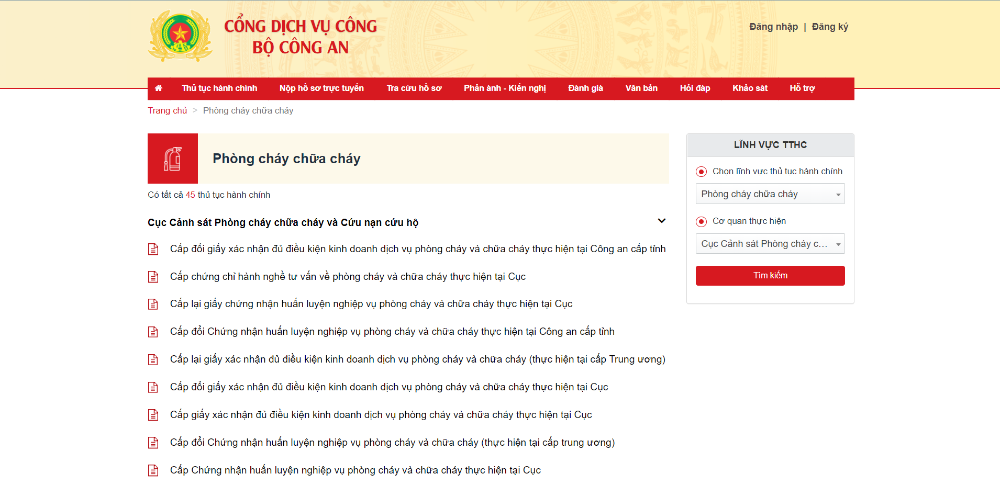 CỔNG DỊCH VỤ CÔNG
BỘ CÔNG AN
Đăng nhập | Đăng ký
Thủ tục hành chính Nộp hồ sơ trực tuyến Tra cứu hồ sơ Phản ánh - Kiến nghị Đánh giá Văn bản Hỏi đáp Khảo sát Hỗ trợ
Trang chủ > Phòng cháy chữa cháy
Phòng cháy chữa cháy
Có tất cả 45 thủ tục hành chính
Cục Cảnh sát Phòng cháy chữa cháy và Cứu nạn cứu hộ
Cấp đổi giấy xác nhận đủ điều kiện kinh doanh dịch vụ phòng cháy và chữa cháy thực hiện tại Công an cấp tỉnh
Cấp chứng chỉ hành nghề tư vấn về phòng cháy và chữa cháy thực hiện tại Cục
Cấp lại giấy chứng nhận huấn luyện nghiệp vụ phòng cháy và chữa cháy thực hiện tại Cục
Cấp đổi Chứng nhận huấn luyện nghiệp vụ phòng cháy và chữa cháy thực hiện tại Công an cấp tỉnh
Cấp lại giấy xác nhận đủ điều kiện kinh doanh dịch vụ phòng cháy và chữa cháy (thực hiện tại cấp Trung ương)
Cấp đổi giấy xác nhận đủ điều kiện kinh doanh dịch vụ phòng cháy và chữa cháy thực hiện tại Cục
Cấp giấy xác nhận đủ điều kiện kinh doanh dịch vụ phòng cháy và chữa cháy thực hiện tại Cục
Cấp đổi Chứng nhận huấn luyện nghiệp vụ phòng cháy và chữa cháy (thực hiện tại cấp trung ương)
Cấp Chứng nhận huấn luyện nghiệp vụ phòng cháy và chữa cháy thực hiện tại Cục
LĨNH VỰC TTHC
Chọn lĩnh vực thủ tục hành chính
Phòng cháy chữa cháy
Cơ quan thực hiện
Cục Cảnh sát Phòng cháy c...
Tìm kiếm